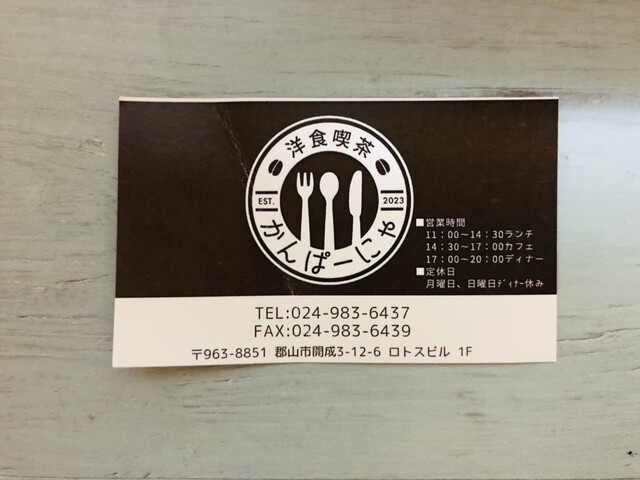 洋食喫茶
EST. 2023
かんぱーにゃ
■営業時間
11：00～14：30ランチ
14：30～17：00カフェ
17：00～20：00ディナー
■定休日
月曜日、日曜日ﾃﾞｨﾅｰ休み
TEL:024-983-6437
FAX:024-983-6439
〒963-8851 郡山市開成3-12-6 ロトスビル 1F